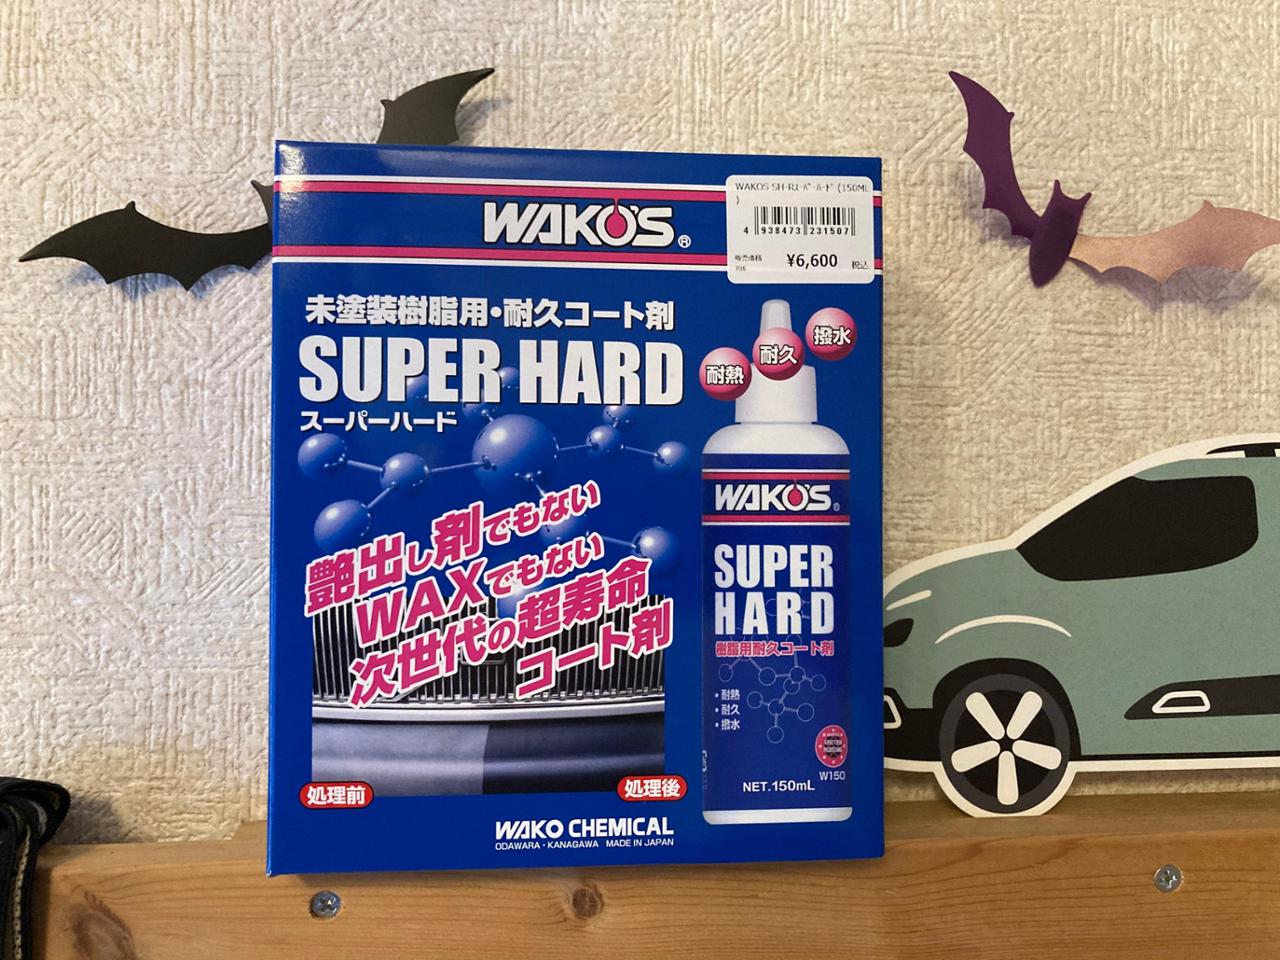 WAKO'S®
WAKOS SH-Rｽｰﾊﾟｰﾊｰﾄﾞ (150ML
)
4 938473 231507
販売価格
¥6,600 税込
未塗装樹脂用・耐久コート剤
SUPER HARD
スーパーハード
耐熱
耐久
撥水
艶出し剤でもない
WAXでもない
次世代の超寿命
コート剤
処理前
処理後
WAKO CHEMICAL
ODAWARA・KANAGAWA MADE IN JAPAN
WAKO'S®
SUPER
HARD
樹脂用耐久コート剤
・耐熱
・耐久
・撥水
W150
NET.150mL